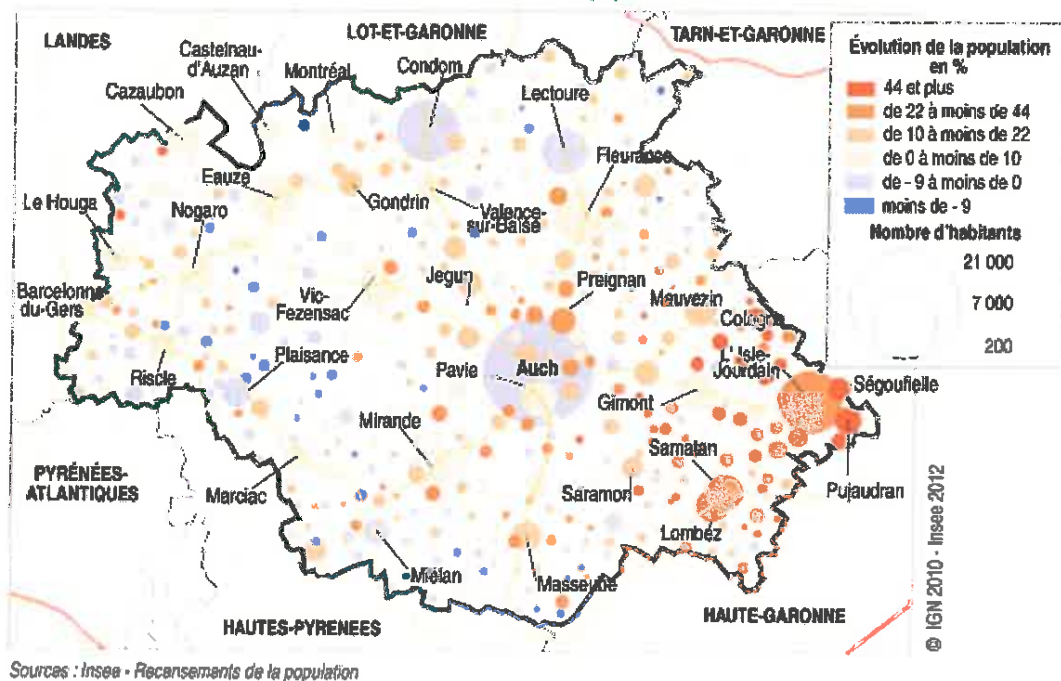 LANDES
LOT-ET-GARONNE
TARN-ET-GARONNE
Castelnau-
d'Auzan
Montréal
Condom
Cazaubon
Lectoure
Fleurance
Eauze
Le Houga
Nogaro
Gondrin
Valence-
sur-Baïse
Jegun
Preignan
Mauvezin
Barcelonne-
du-Gers
Vic-
Fezensac
Cologne
L'Isle-
Jourdain
Plaisance
Pavie
Auch
Ségoufielle
Riscle
Gimont
Mirande
Samatan
PYRÉNÉES-
ATLANTIQUES
Marciac
Saramon
Pujaudran
Lombez
Miélan
Masseube
HAUTES-PYRENEES
HAUTE-GARONNE
Évolution de la population
en %
44 et plus
de 22 à moins de 44
de 10 à moins de 22
de 0 à moins de 10
de - 9 à moins de 0
moins de - 9
Nombre d'habitants
21 000
7 000
200
© IGN 2010 - Insee 2012
Sources : Insee - Recensements de la population